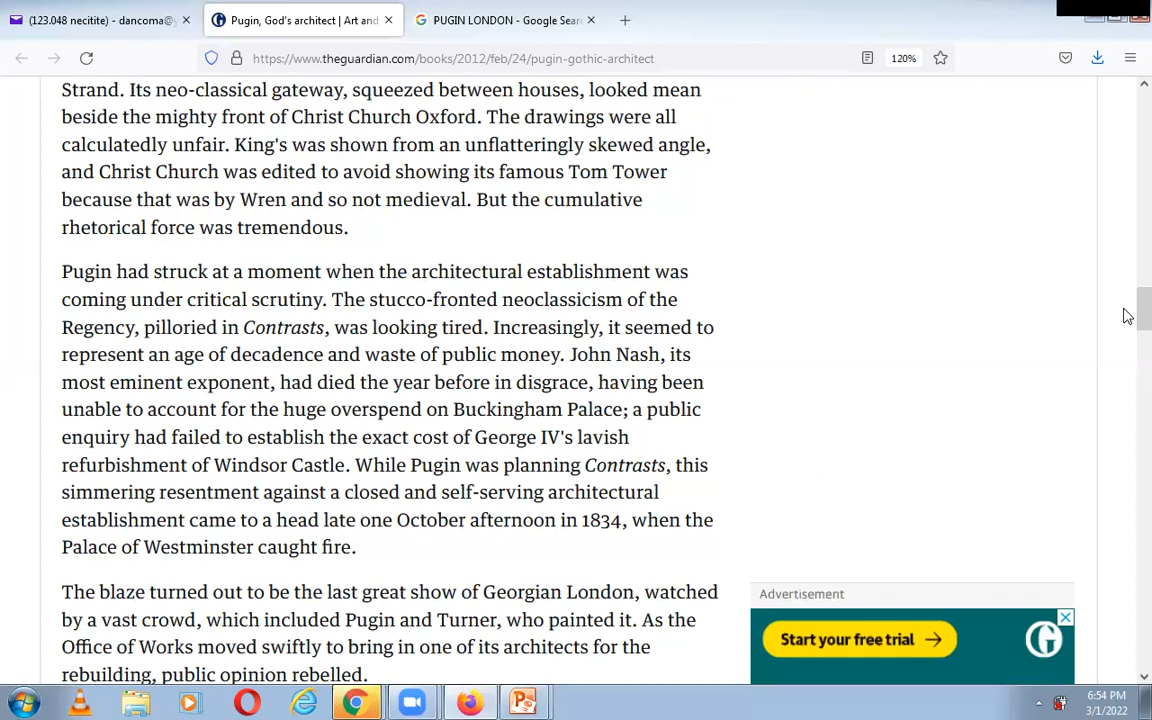 (123.048 necitite) - dancoma@y
Pugin, God's architect | Art and
PUGIN LONDON - Google Sear
https://www.theguardian.com/books/2012/feb/24/pugin-gothic-architect
120%
Strand. Its neo-classical gateway, squeezed between houses, looked mean
beside the mighty front of Christ Church Oxford. The drawings were all
calculatedly unfair. King's was shown from an unflatteringly skewed angle,
and Christ Church was edited to avoid showing its famous Tom Tower
because that was by Wren and so not medieval. But the cumulative
rhetorical force was tremendous.
Pugin had struck at a moment when the architectural establishment was
coming under critical scrutiny. The stucco-fronted neoclassicism of the
Regency, pilloried in Contrasts, was looking tired. Increasingly, it seemed to
represent an age of decadence and waste of public money. John Nash, its
most eminent exponent, had died the year before in disgrace, having been
unable to account for the huge overspend on Buckingham Palace; a public
enquiry had failed to establish the exact cost of George IV's lavish
refurbishment of Windsor Castle. While Pugin was planning Contrasts, this
simmering resentment against a closed and self-serving architectural
establishment came to a head late one October afternoon in 1834, when the
Palace of Westminster caught fire.
The blaze turned out to be the last great show of Georgian London, watched
by a vast crowd, which included Pugin and Turner, who painted it. As the
Office of Works moved swiftly to bring in one of its architects for the
rebuilding, public opinion rebelled.
Advertisement
Start your free trial
6:54 PM
3/1/2022